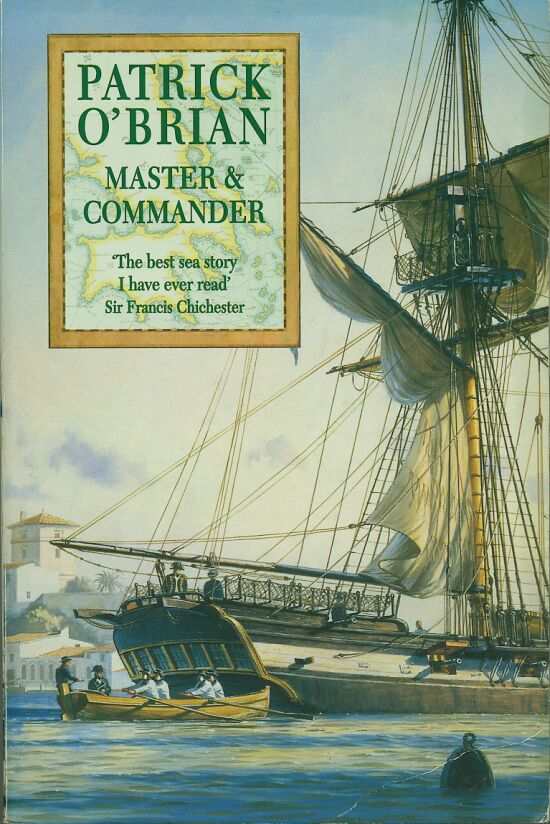 PATRICK
O'BRIAN
MASTER &
COMMANDER
'The best sea story
I have ever read'
Sir Francis Chichester